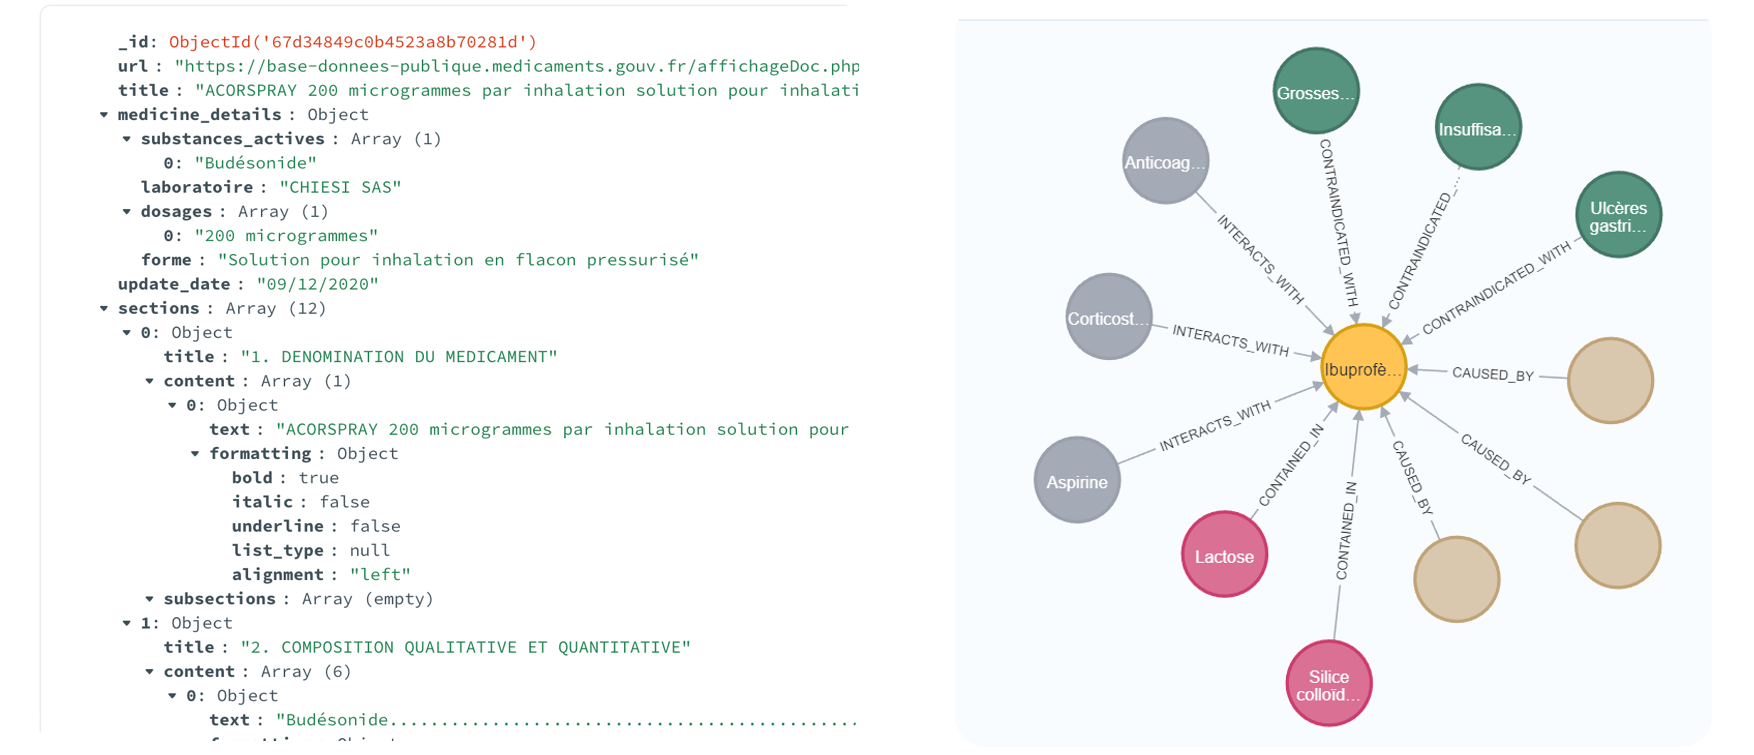 _id: ObjectId('67d34849c0b4523a8b70281d')
url : "https://base-donnees-publique.medicaments.gouv.fr/affichageDoc.php
title : "ACORSPRAY 200 microgrammes par inhalation solution pour inhalati
medicine_details : Object
substances_actives : Array (1)
0: "Budésonide"
laboratoire : "CHIESI SAS"
dosages : Array (1)
0: "200 microgrammes"
forme : "Solution pour inhalation en flacon pressurisé"
update_date : "09/12/2020"
sections : Array (12)
0: Object
title : "1. DENOMINATION DU MEDICAMENT"
content : Array (1)
0: Object
text : "ACORSPRAY 200 microgrammes par inhalation solution pour
formatting : Object
bold : true
italic : false
underline : false
list_type : null
alignment : "left"
subsections : Array (empty)
1: Object
title : "2. COMPOSITION QUALITATIVE ET QUANTITATIVE"
content : Array (6)
0: Object
text : "Budésonide..............................................
Grosses...
Insuffisa...
Anticoag...
Ulcères
gastri...
CONTRAINDICATED_WITH
CONTRAINDICATED_...
CONTRAINDICATED_WITH
INTERACTS_WITH
Corticost...
INTERACTS_WITH
Ibuprofè...
CAUSED_BY
INTERACTS_WITH
Aspirine
CONTAINED_IN
CONTAINED_IN
CAUSED_BY
CAUSED_BY
Lactose
Silice
colloïd...